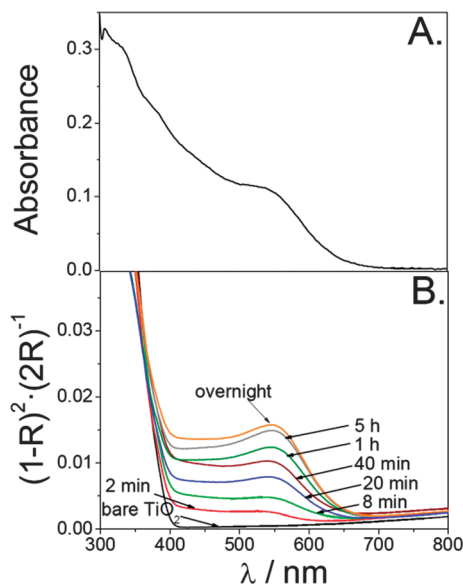 A.
Absorbance
0.3
0.2
0.1
0.0
B.
(1-R)²·(2R)⁻¹
0.03
0.02
0.01
0.00
overnight
5 h
1 h
40 min
20 min
8 min
2 min
bare TiO₂
300 400 500 600 700 800
λ / nm